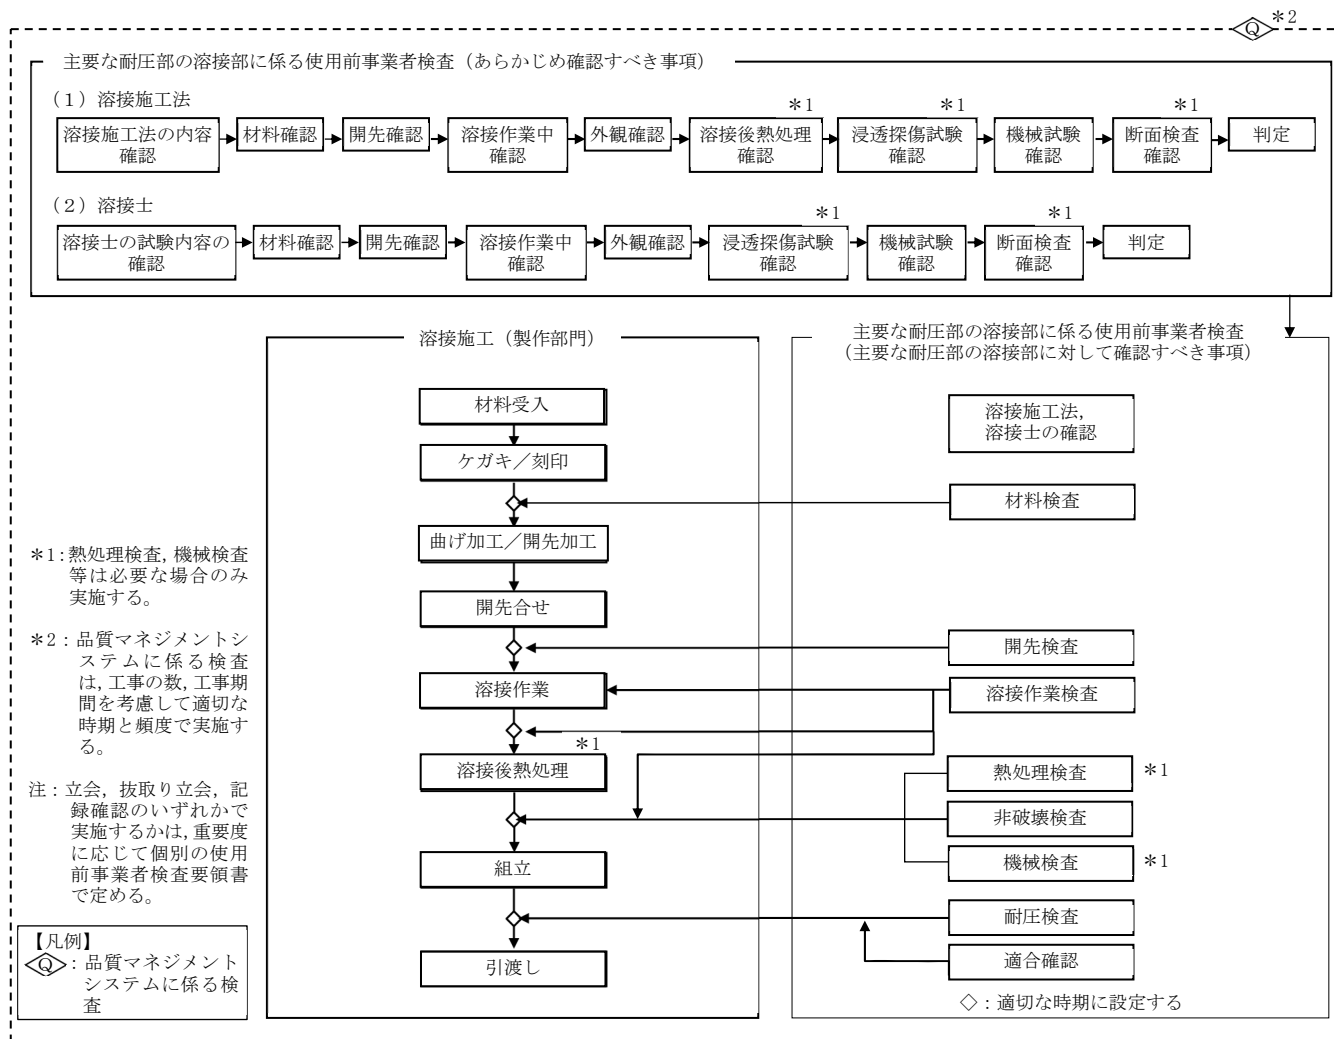 Q
＊2
主要な耐圧部の溶接部に係る使用前事業者検査（あらかじめ確認すべき事項）
（１）溶接施工法
＊1
＊1
＊1
溶接施工法の内容
確認
材料確認
開先確認
溶接作業中
確認
外観確認
溶接後熱処理
確認
浸透探傷試験
確認
機械試験
確認
断面検査
確認
判定
（２）溶接士
＊1
＊1
溶接士の試験内容の
確認
材料確認
開先確認
溶接作業中
確認
外観確認
浸透探傷試験
確認
機械試験
確認
断面検査
確認
判定
溶接施工（製作部門）
材料受入
ケガキ／刻印
曲げ加工／開先加工
開先合せ
溶接作業
＊1
溶接後熱処理
組立
引渡し
主要な耐圧部の溶接部に係る使用前事業者検査
（主要な耐圧部の溶接部に対して確認すべき事項）
溶接施工法，
溶接士の確認
材料検査
開先検査
溶接作業検査
熱処理検査
＊1
非破壊検査
機械検査
＊1
耐圧検査
適合確認
◇：適切な時期に設定する
＊1：熱処理検査，機械検査
等は必要な場合のみ
実施する。
＊2：品質マネジメントシ
ステムに係る検査
は，工事の数，工事期
間を考慮して適切な
時期と頻度で実施す
る。
注：立会，抜取り立会，記
録確認のいずれかで
実施するかは，重要度
に応じて個別の使用
前事業者検査要領書
で定める。
【凡例】
Q：品質マネジメント
システムに係る検
査